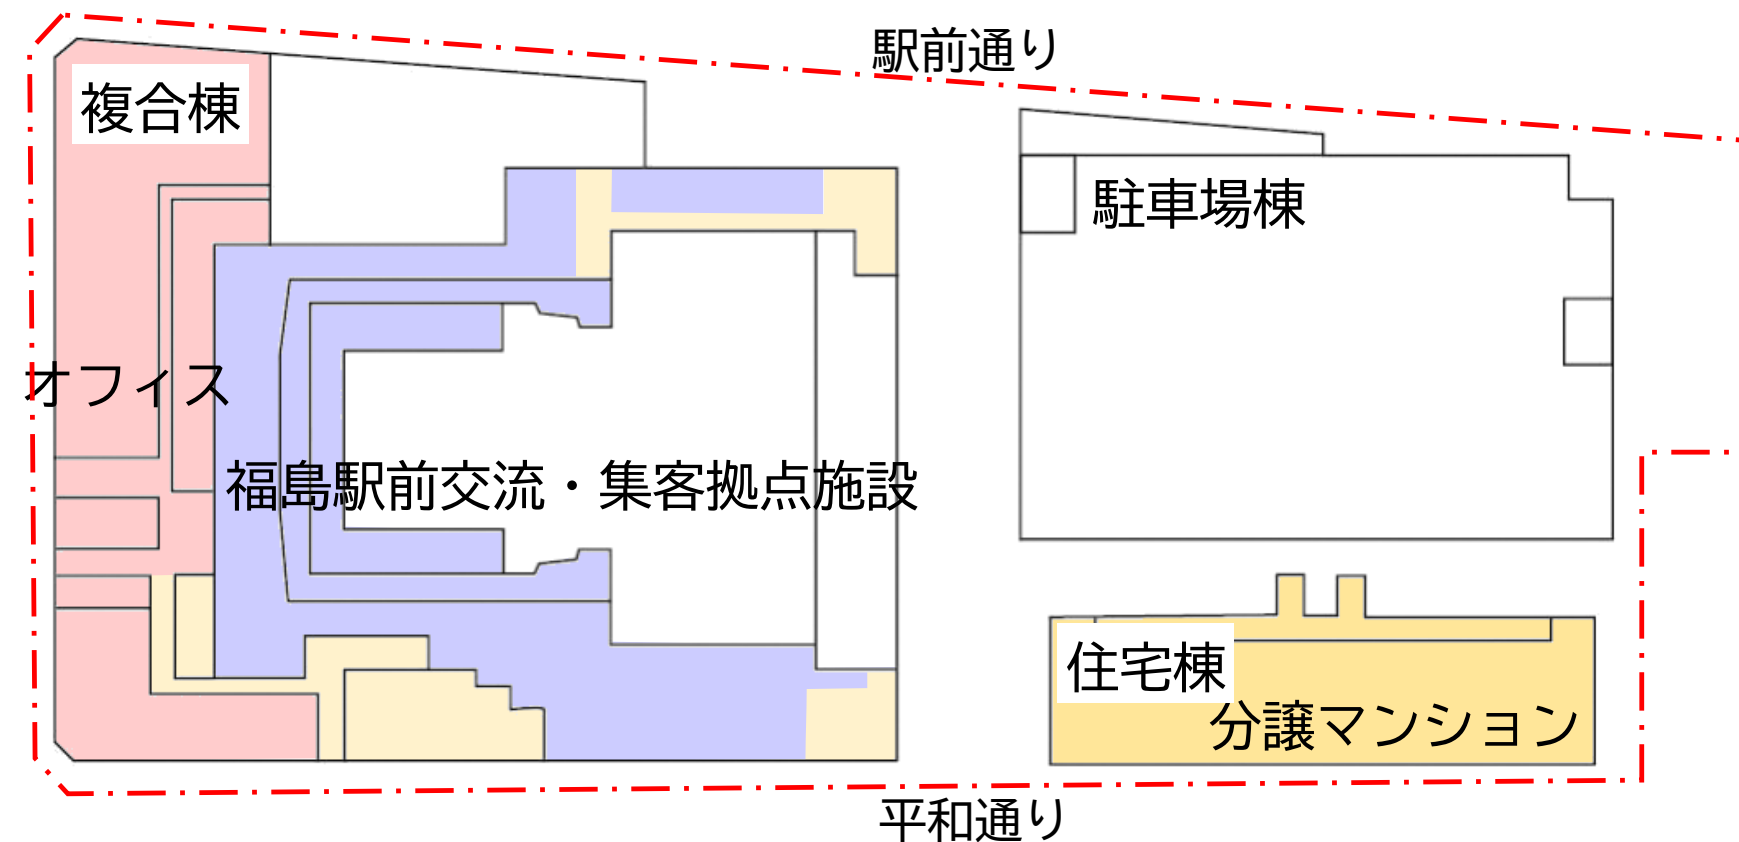 駅前通り
複合棟
駐車場棟
オフィス
福島駅前交流・集客拠点施設
住宅棟
分譲マンション
平和通り